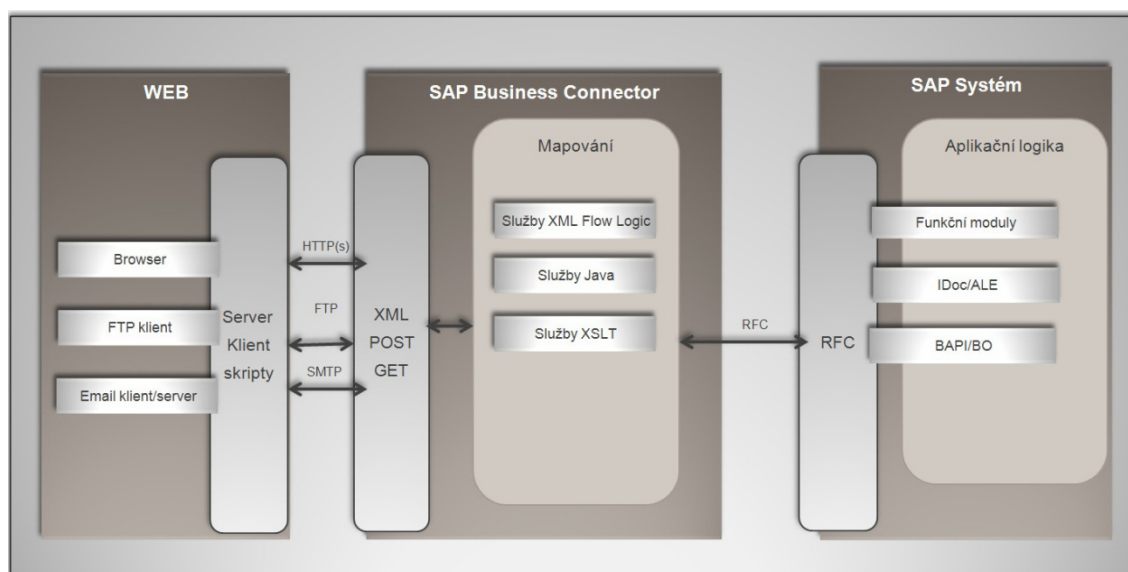 WEB
Browser
FTP klient
Email klient/server
Server
Klient
skripty
HTTP(s)
FTP
SMTP
SAP Business Connector
XML
POST
GET
Mapování
Služby XML Flow Logic
Služby Java
Služby XSLT
RFC
SAP Systém
RFC
Aplikační logika
Funkční moduly
IDoc/ALE
BAPI/BO